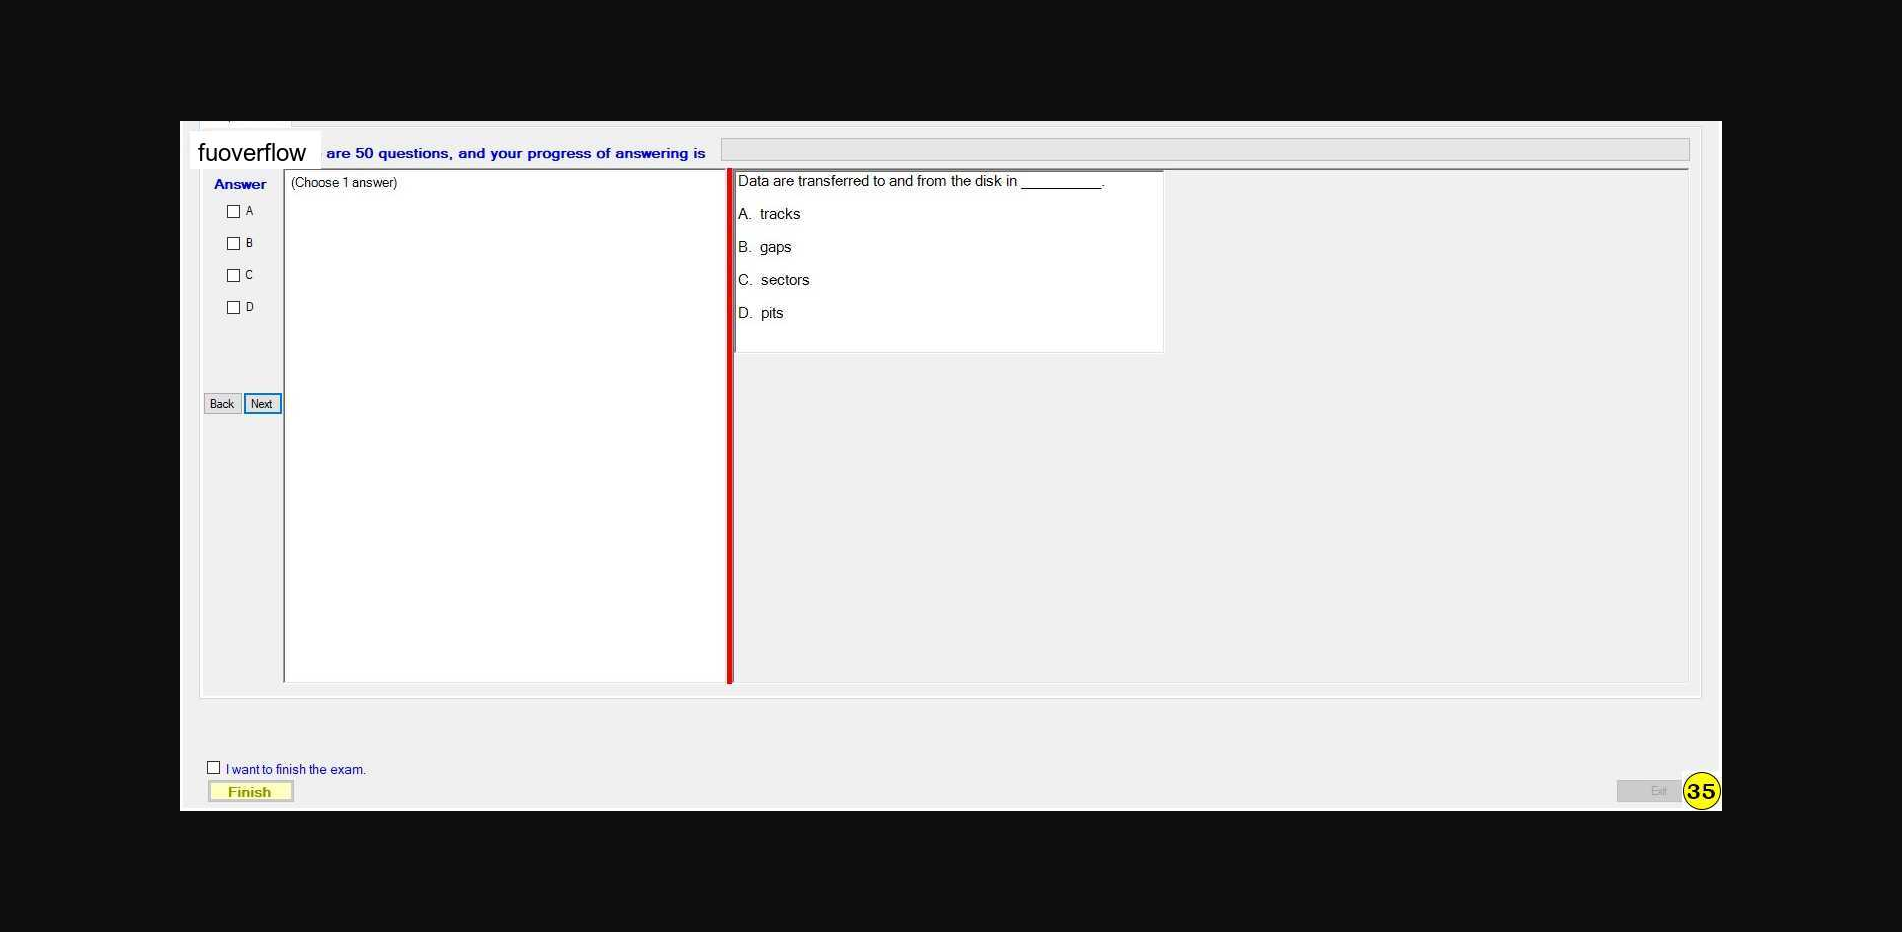 fuoverflow are 50 questions, and your progress of answering is
Answer
(Choose 1 answer)
A
B
C
D
Back Next
Data are transferred to and from the disk in __________.
A. tracks
B. gaps
C. sectors
D. pits
I want to finish the exam.
Finish
Exit
35